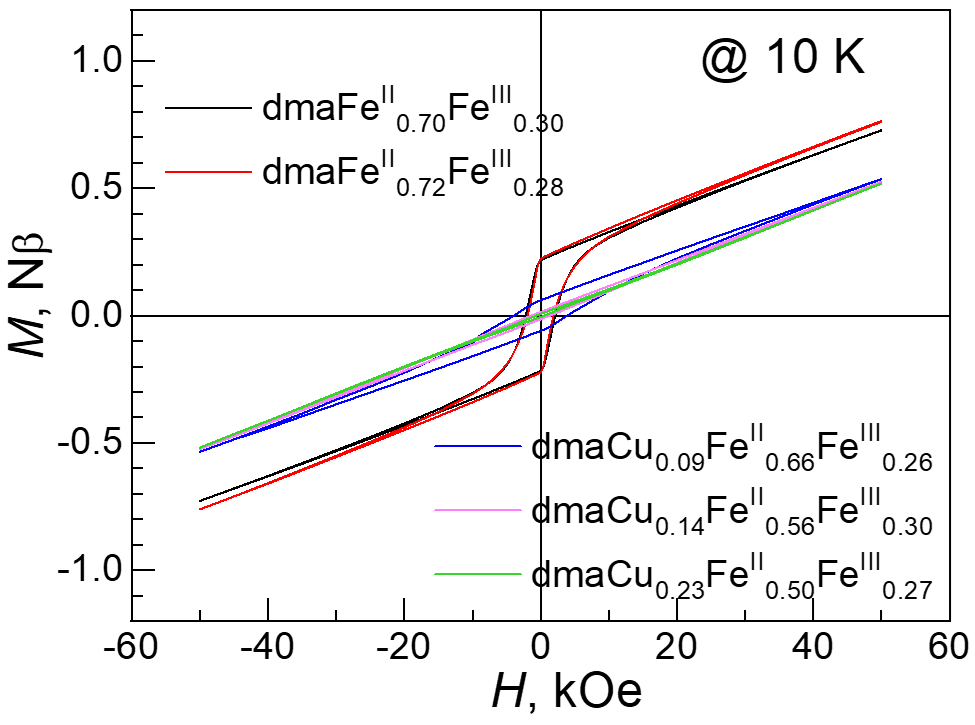 @ 10 K
dmaFeᴵᴵ₀.₇₀Feᴵᴵᴵ₀.₃₀
dmaFeᴵᴵ₀.₇₂Feᴵᴵᴵ₀.₂₈
dmaCu₀.₀₉Feᴵᴵ₀.₆₆Feᴵᴵᴵ₀.₂₆
dmaCu₀.₁₄Feᴵᴵ₀.₅₆Feᴵᴵᴵ₀.₃₀
dmaCu₀.₂₃Feᴵᴵ₀.₅₀Feᴵᴵᴵ₀.₂₇
M, Nβ
1.0
0.5
0.0
-0.5
-1.0
-60 -40 -20 0 20 40 60
H, kOe